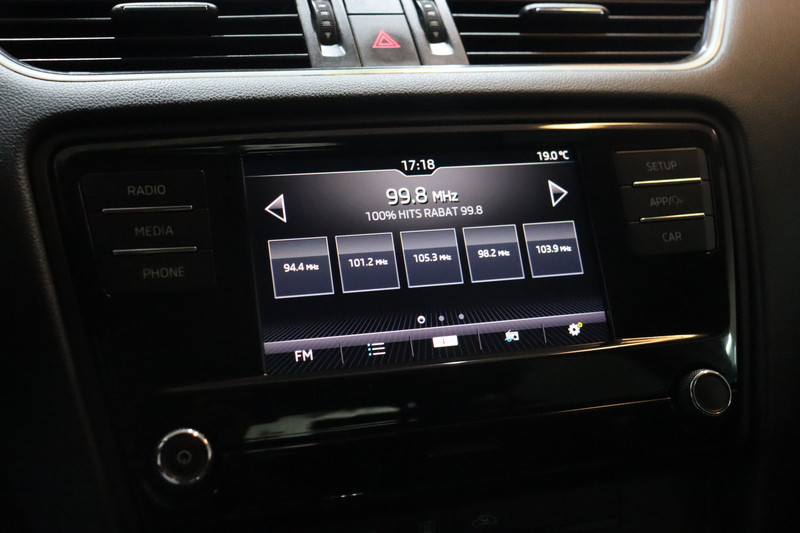 17:18
19.0°C
RADIO
MEDIA
PHONE
99.8 MHz
100% HITS RABAT 99.8
94.4 MHz
101.2 MHz
105.3 MHz
98.2 MHz
103.9 MHz
FM
SETUP
APP/
CAR